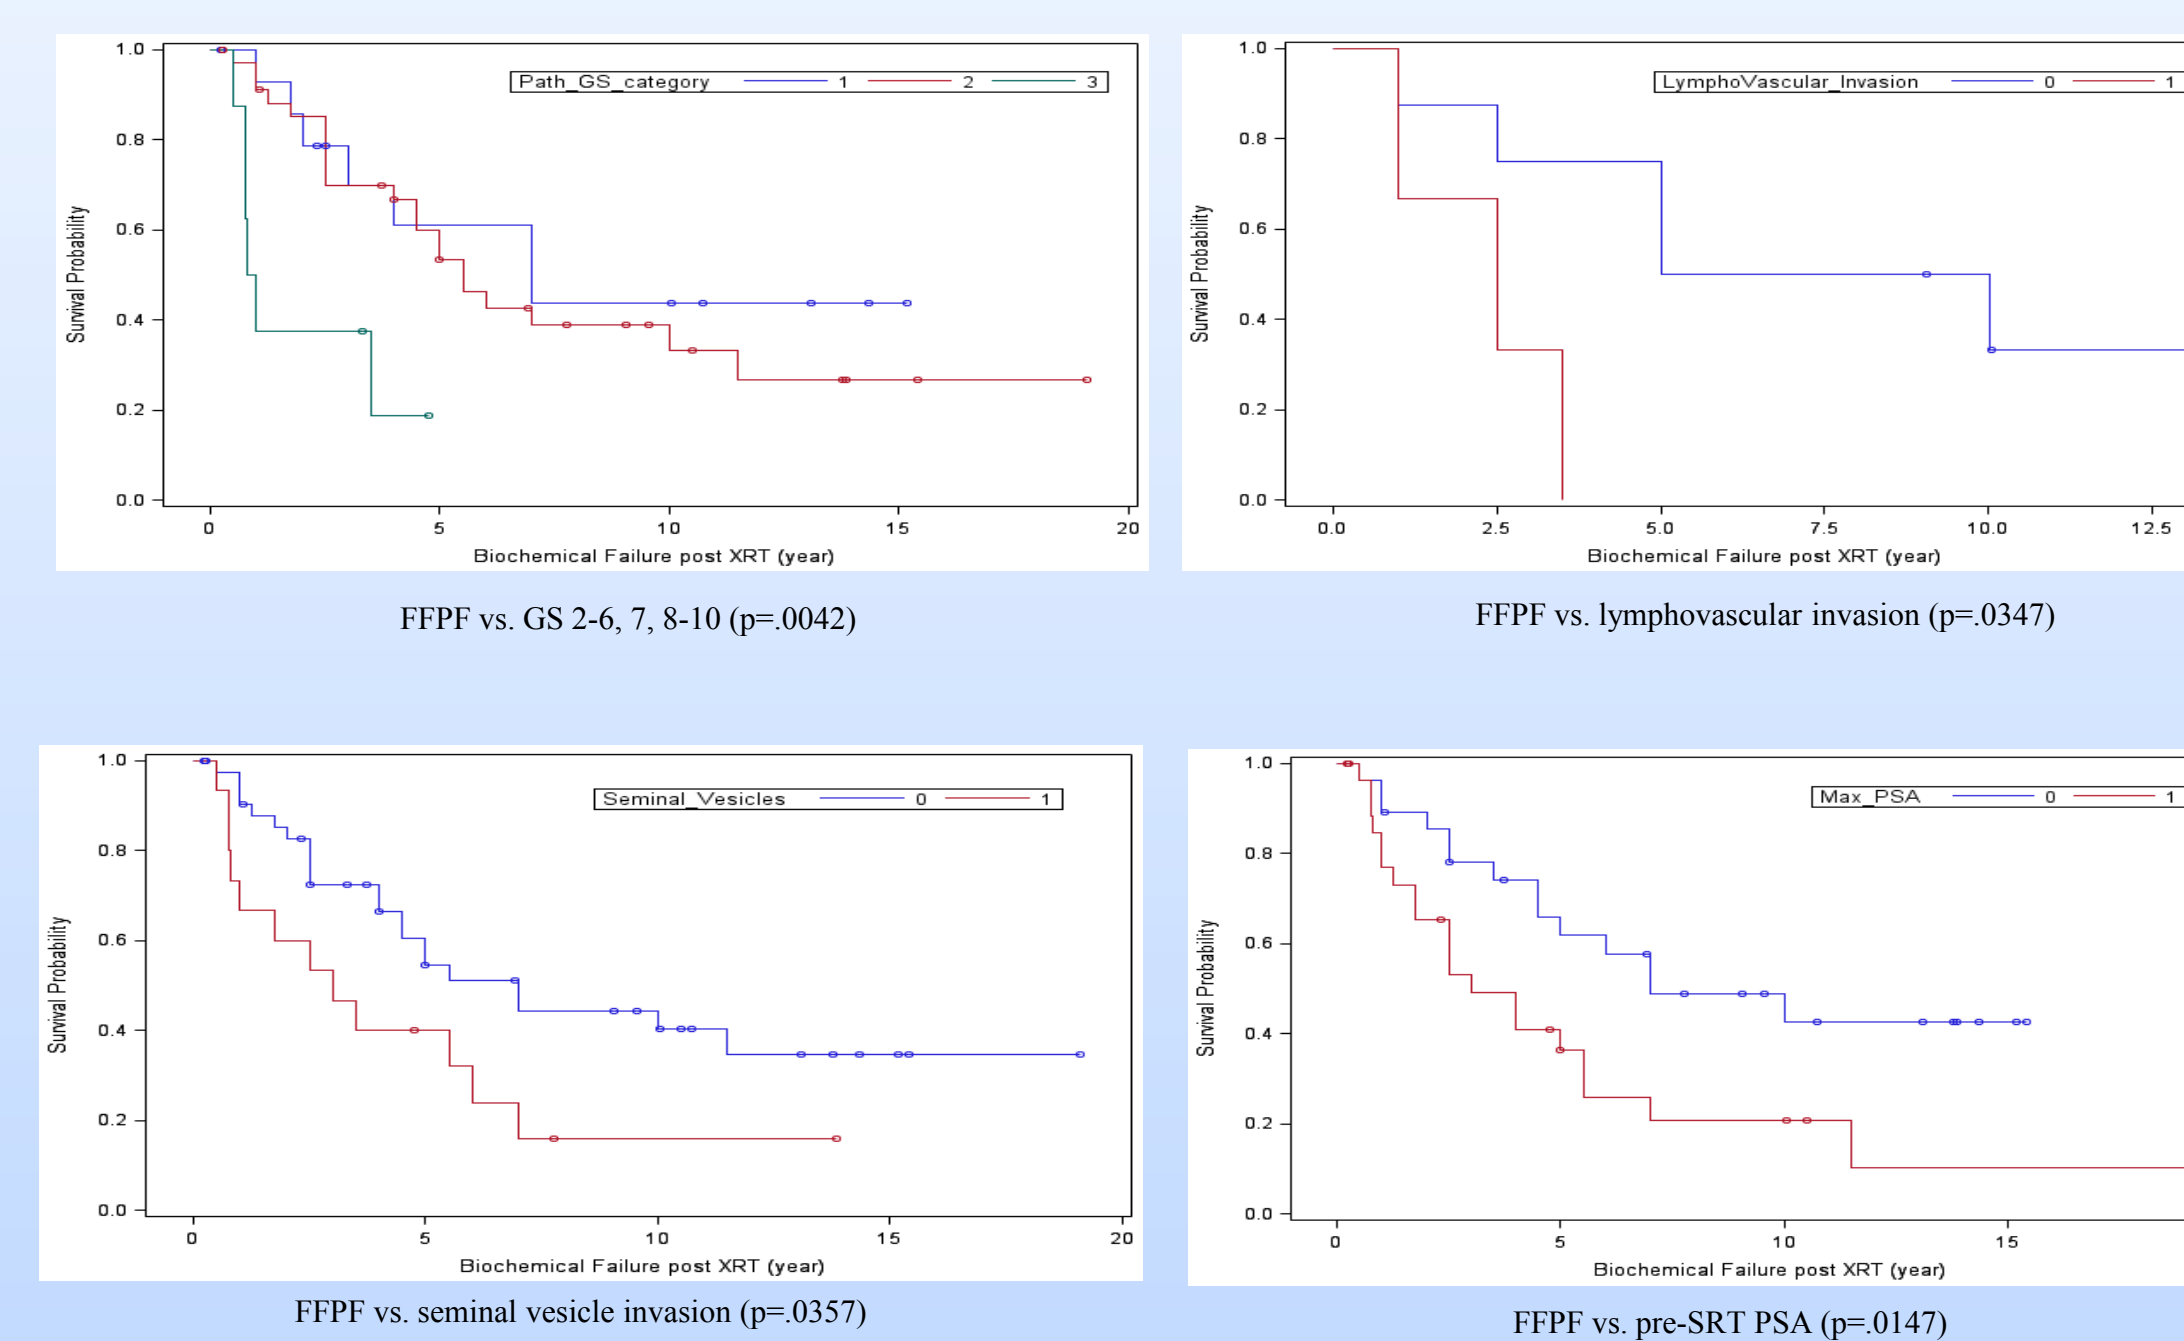 Path_GS_category 1 2 3
1.0
0.8
0.6
0.4
0.2
0.0
Survival Probability
0 5 10 15 20
Biochemical Failure post XRT (year)
FFPF vs. GS 2-6, 7, 8-10 (p=.0042)
LymphoVascular_Invasion 0 1
1.0
0.8
0.6
0.4
0.2
0.0
Survival Probability
0.0 2.5 5.0 7.5 10.0 12.5
Biochemical Failure post XRT (year)
FFPF vs. lymphovascular invasion (p=.0347)
Seminal_Vesicles 0 1
1.0
0.8
0.6
0.4
0.2
0.0
Survival Probability
0 5 10 15 20
Biochemical Failure post XRT (year)
FFPF vs. seminal vesicle invasion (p=.0357)
Max_PSA 0 1
1.0
0.8
0.6
0.4
0.2
0.0
Survival Probability
0 5 10 15
Biochemical Failure post XRT (year)
FFPF vs. pre-SRT PSA (p=.0147)